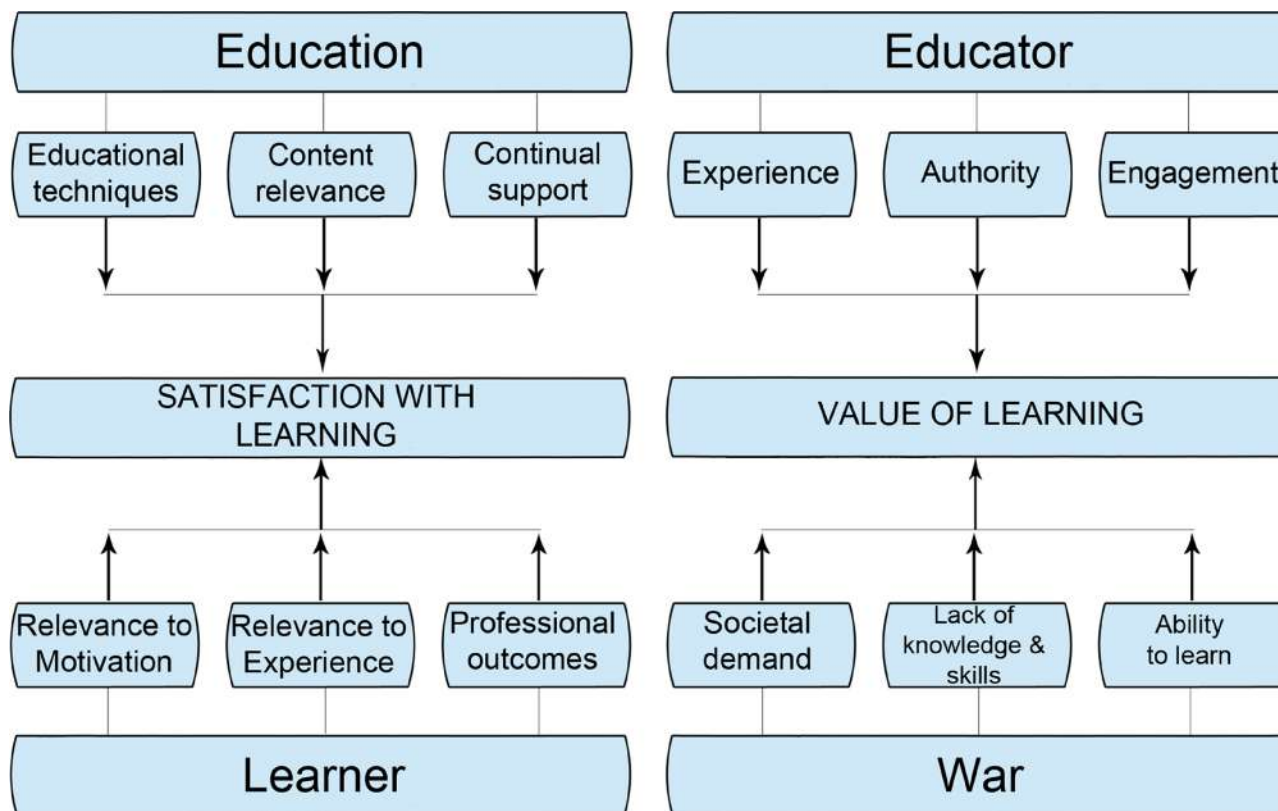 Education
Educator
Educational
techniques
Content
relevance
Continual
support
Experience
Authority
Engagement
SATISFACTION WITH
LEARNING
VALUE OF LEARNING
Relevance to
Motivation
Relevance to
Experience
Professional
outcomes
Societal
demand
Lack of
knowledge &
skills
Ability
to learn
Learner
War